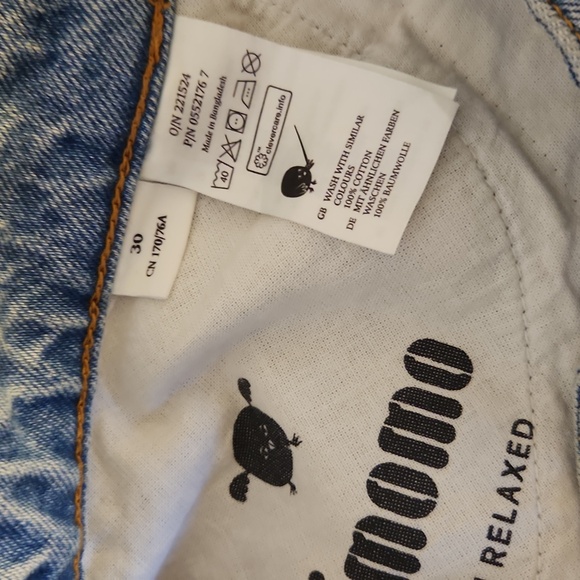 O/N 221524
P/N 0552176 7
Made in Bangladesh
40
clevercare.info
GB WASH WITH SIMILAR
COLOURS
100% COTTON
DE MIT ÄHNLICHEN FARBEN
WASCHEN
100% BAUMWOLLE
30
CN 170/76A
momo
RELAXED